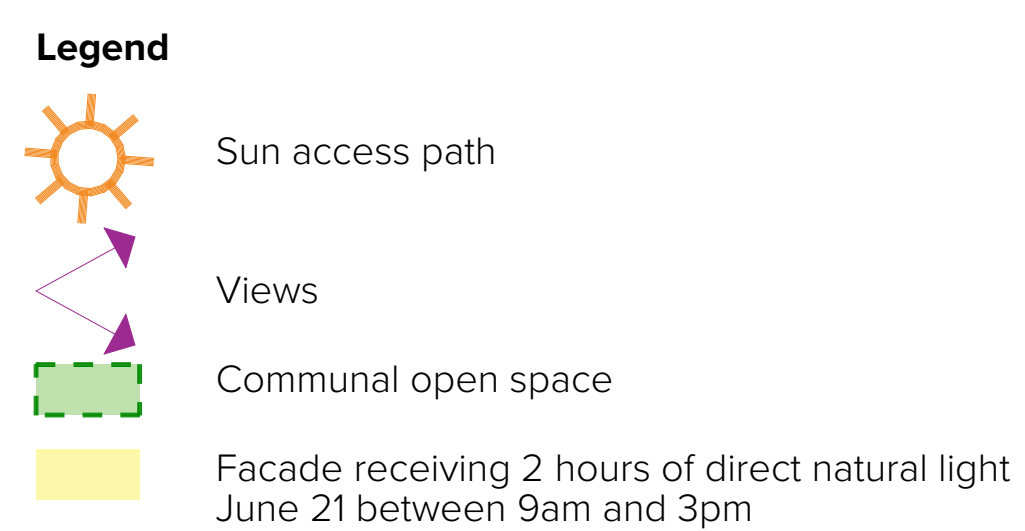 Legend
Sun access path
Views
Communal open space
Facade receiving 2 hours of direct natural light
June 21 between 9am and 3pm